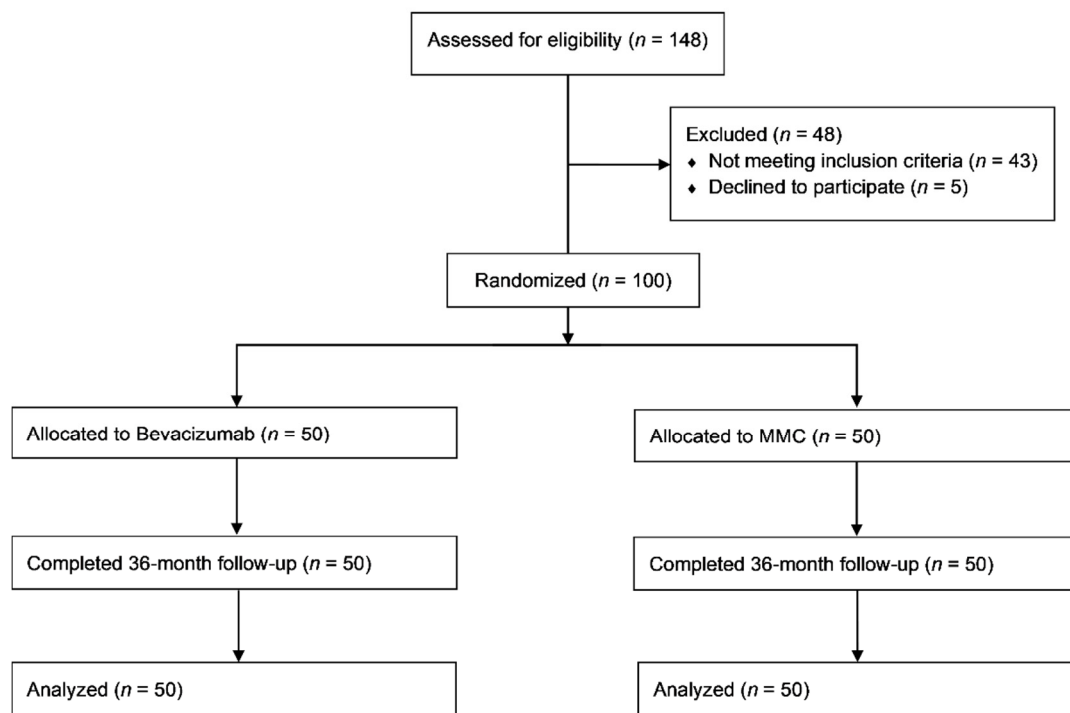 Assessed for eligibility (n = 148)
Excluded (n = 48)
♦ Not meeting inclusion criteria (n = 43)
♦ Declined to participate (n = 5)
Randomized (n = 100)
Allocated to Bevacizumab (n = 50)
Allocated to MMC (n = 50)
Completed 36-month follow-up (n = 50)
Completed 36-month follow-up (n = 50)
Analyzed (n = 50)
Analyzed (n = 50)